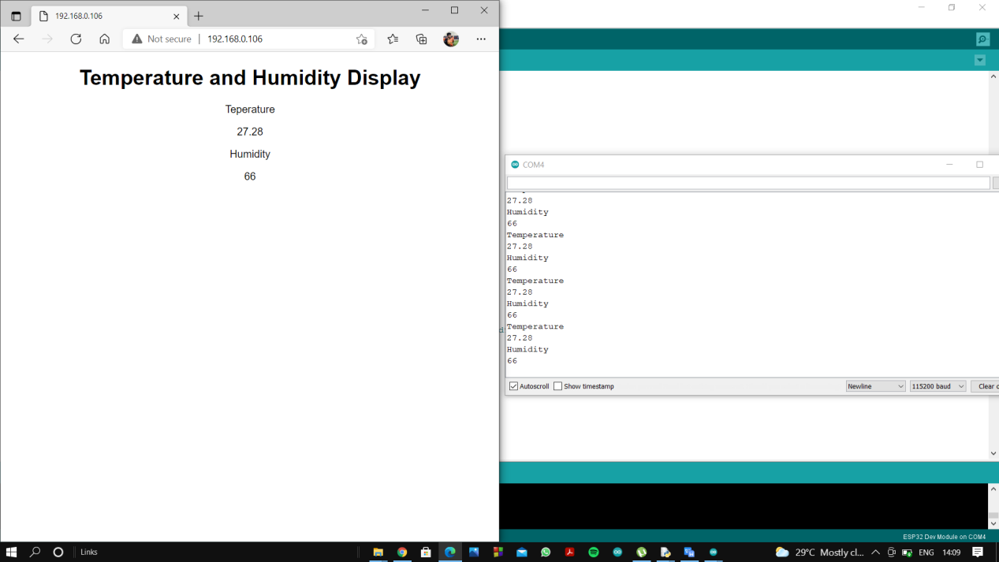 192.168.0.106
Not secure | 192.168.0.106
Temperature and Humidity Display
Teperature
27.28
Humidity
66
COM4
27.28
Humidity
66
Temperature
27.28
Humidity
66
Temperature
27.28
Humidity
66
Temperature
27.28
Humidity
66
Autoscroll Show timestamp Newline 115200 baud Clear
ESP32 Dev Module on COM4
Links 29°C Mostly cl... ENG 14:09